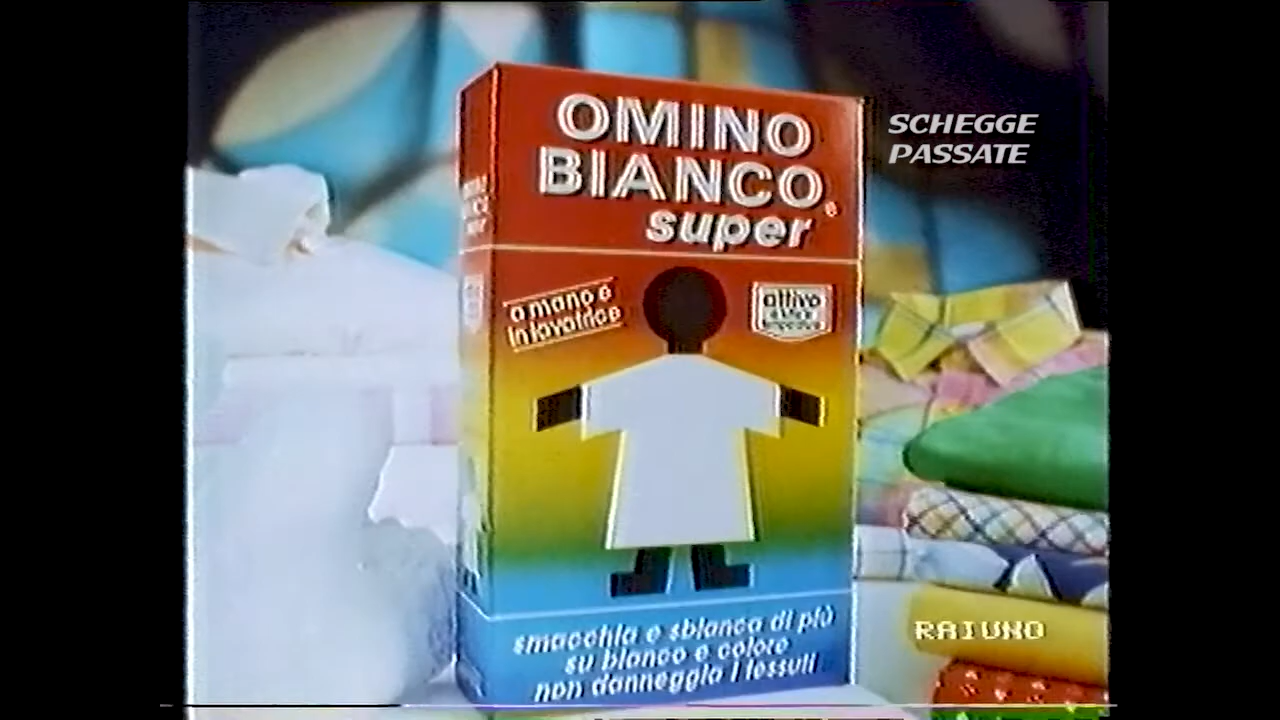 OMINO
BIANCO®
super
SCHEGGE
PASSATE
a mano e
in lavatrice
attivo
smacchia e sbianca di più
su bianco e colore
non danneggia i tessuti
RAIUNO